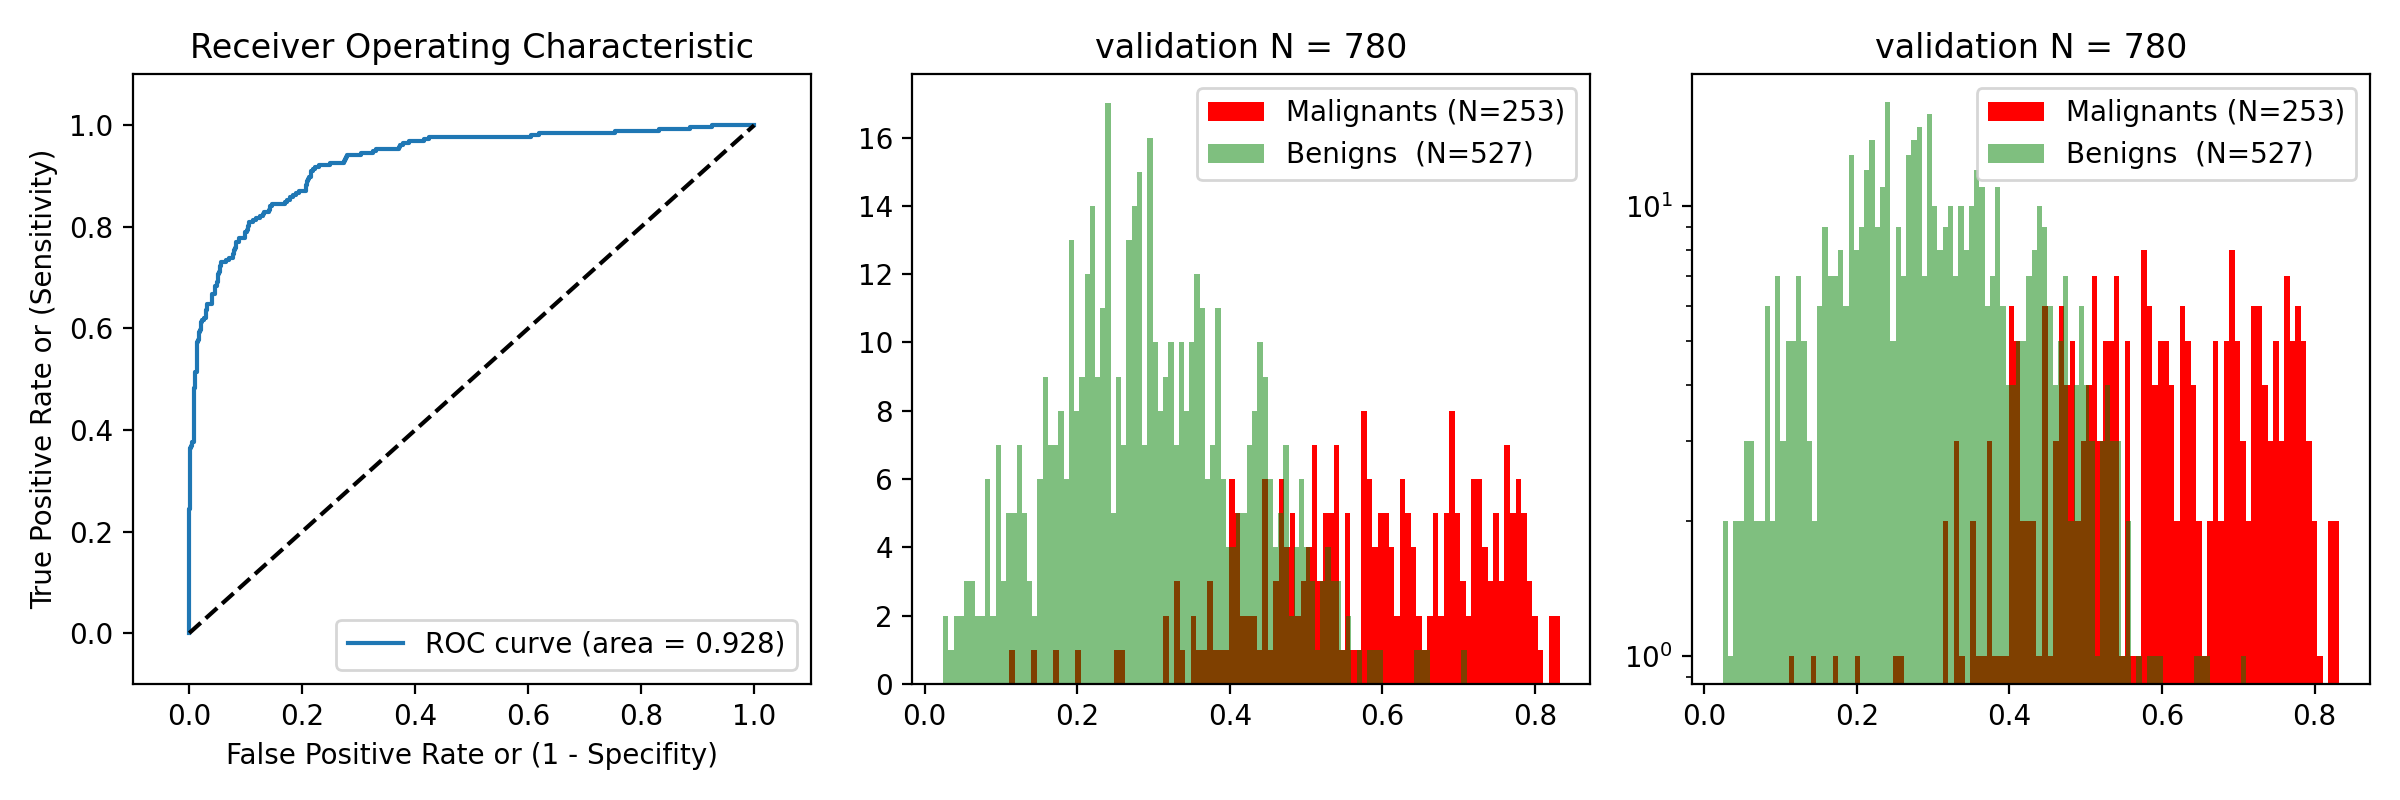 Receiver Operating Characteristic
True Positive Rate or (Sensitivity)
1.0
0.8
0.6
0.4
0.2
0.0
ROC curve (area = 0.928)
0.0 0.2 0.4 0.6 0.8 1.0
False Positive Rate or (1 - Specifity)
validation N = 780
Malignants (N=253)
Benigns (N=527)
16
14
12
10
8
6
4
2
0
0.0 0.2 0.4 0.6 0.8
validation N = 780
Malignants (N=253)
Benigns (N=527)
10¹
10⁰
0.0 0.2 0.4 0.6 0.8